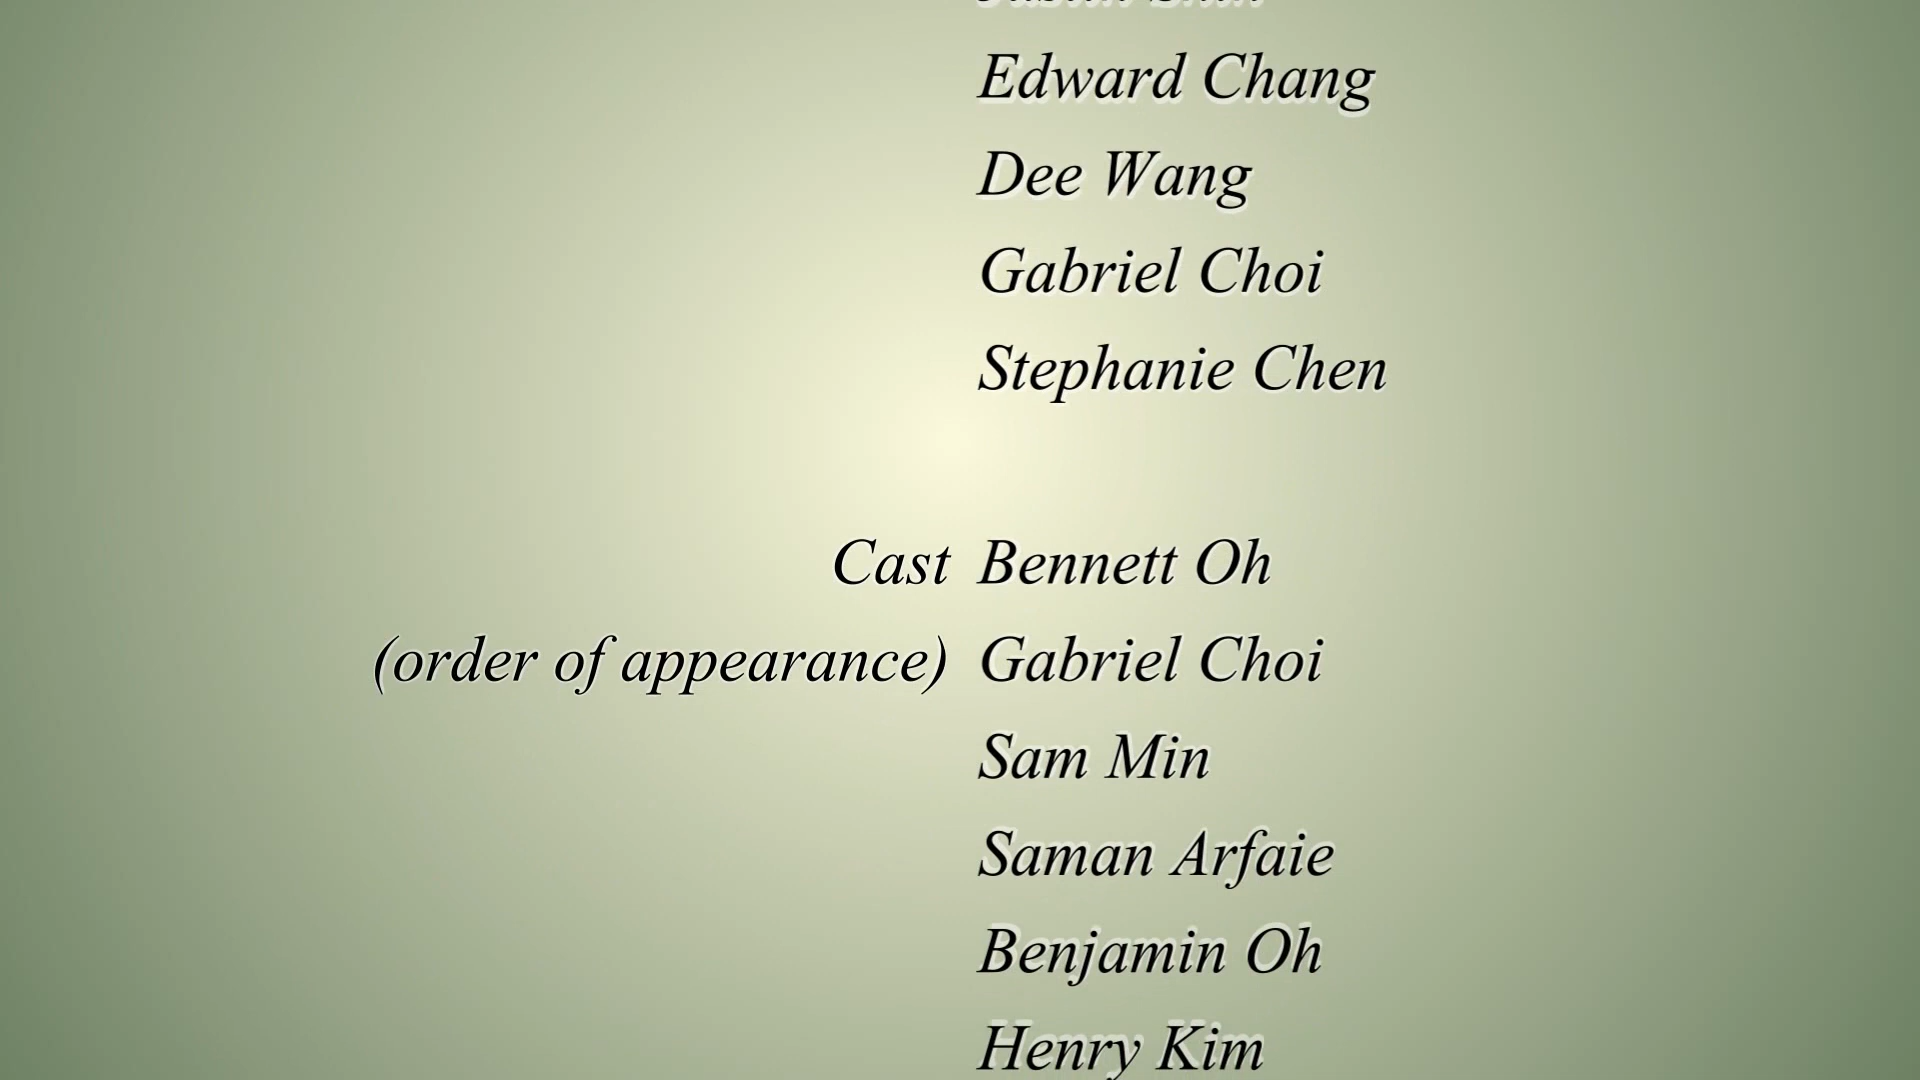 Edward Chang
Dee Wang
Gabriel Choi
Stephanie Chen
Cast Bennett Oh
(order of appearance) Gabriel Choi
Sam Min
Saman Arfaie
Benjamin Oh
Henry Kim